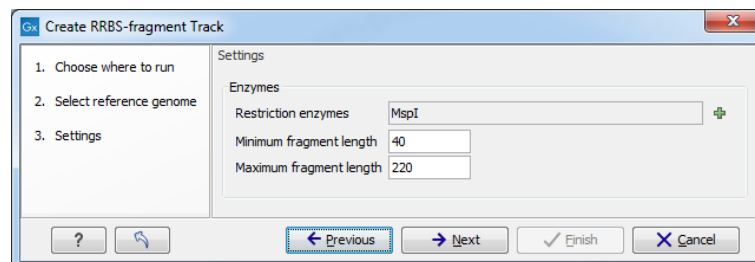 Gx Create RRBS-fragment Track
1. Choose where to run
2. Select reference genome
3. Settings
Settings
Enzymes
Restriction enzymes MspI
Minimum fragment length 40
Maximum fragment length 220
? Previous Next Finish Cancel